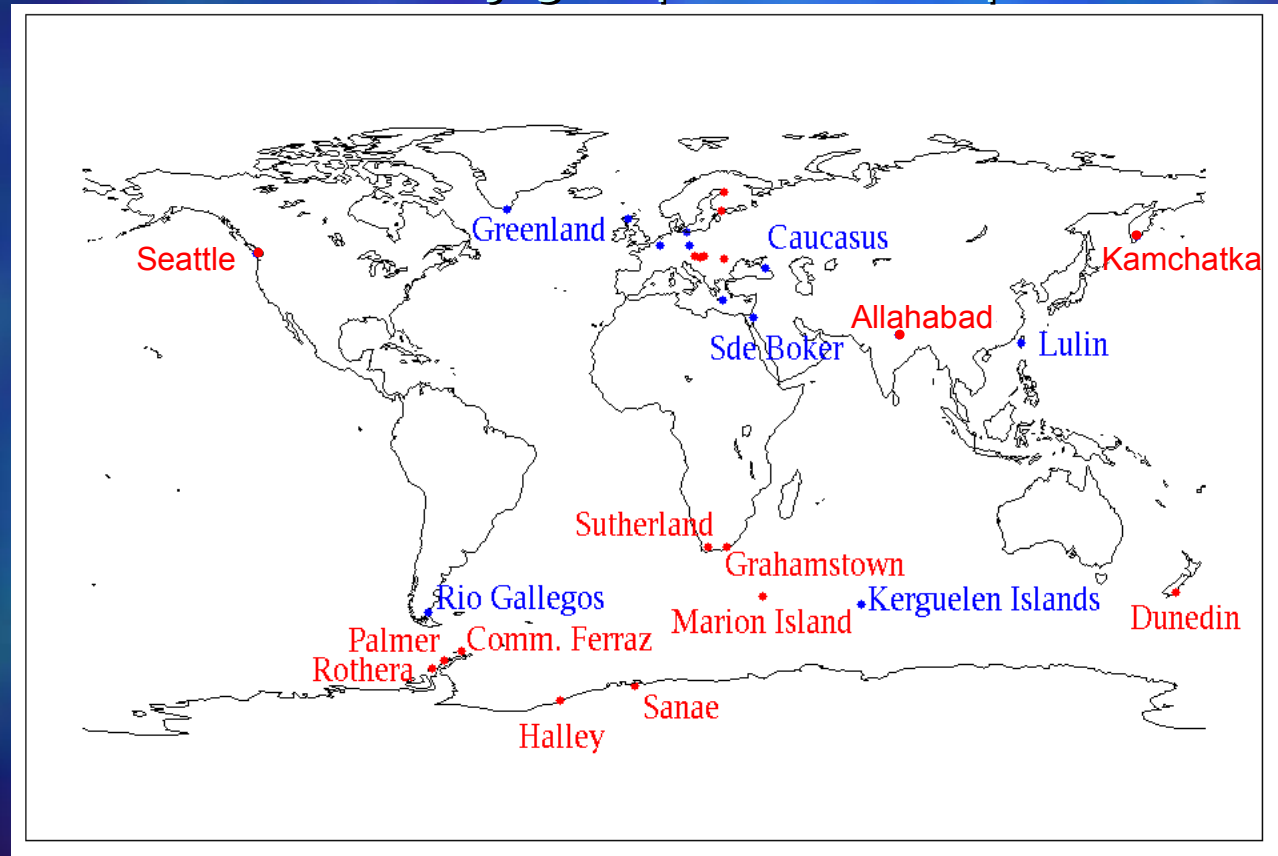 Greenland
Caucasus
Seattle
Kamchatka
Allahabad
Sde Boker
Lulin
Sutherland
Grahamstown
Rio Gallegos
Kerguelen Islands
Marion Island
Dunedin
Palmer
Comm. Ferraz
Rothera
Sanae
Halley